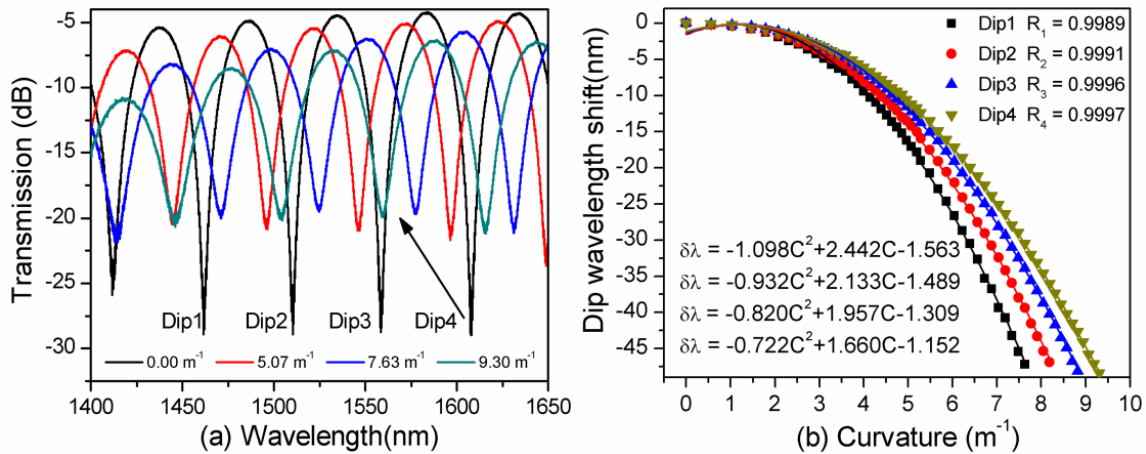 Transmission (dB)
-5
-10
-15
-20
-25
-30
Dip1
Dip2
Dip3
Dip4
0.00 m⁻¹
5.07 m⁻¹
7.63 m⁻¹
9.30 m⁻¹
1400
1450
1500
1550
1600
1650
(a) Wavelength(nm)
Dip wavelength shift(nm)
0
-5
-10
-15
-20
-25
-30
-35
-40
-45
Dip1 R₁ = 0.9989
Dip2 R₂ = 0.9991
Dip3 R₃ = 0.9996
Dip4 R₄ = 0.9997
δλ = -1.098C²+2.442C-1.563
δλ = -0.932C²+2.133C-1.489
δλ = -0.820C²+1.957C-1.309
δλ = -0.722C²+1.660C-1.152
0
1
2
3
4
5
6
7
8
9
10
(b) Curvature (m⁻¹)